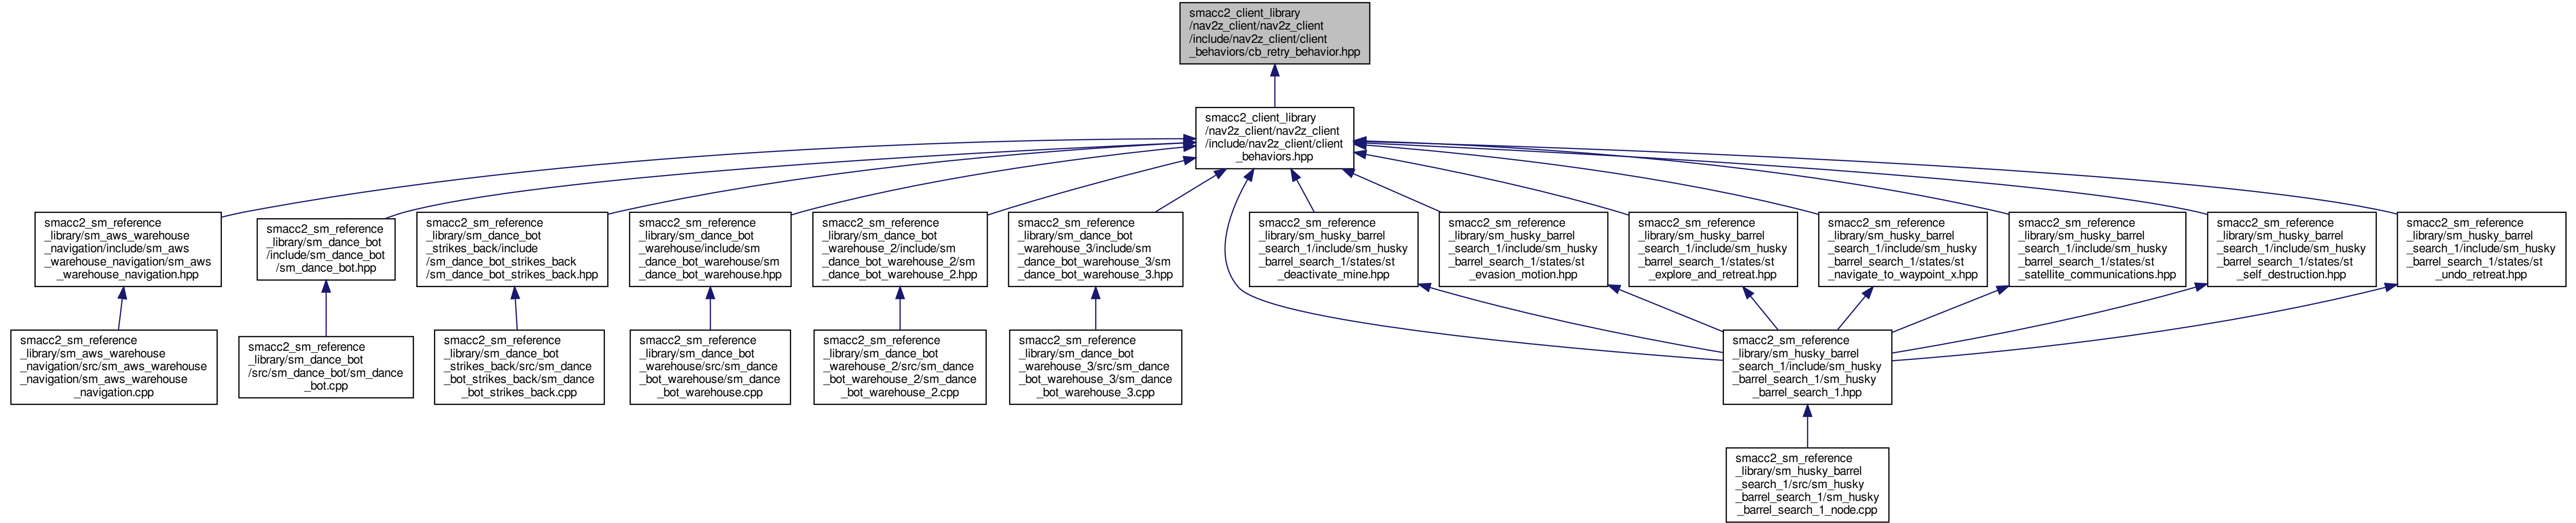 smacc2_client_library
/nav2z_client/nav2z_client
/include/nav2z_client/client
_behaviors/cb_retry_behavior.hpp
smacc2_client_library
/nav2z_client/nav2z_client
/include/nav2z_client/client
_behaviors.hpp
smacc2_sm_reference
_library/sm_aws_warehouse
_navigation/include/sm_aws
_warehouse_navigation/sm_aws
_warehouse_navigation.hpp
smacc2_sm_reference
_library/sm_dance_bot
/include/sm_dance_bot
/sm_dance_bot.hpp
smacc2_sm_reference
_library/sm_dance_bot
_strikes_back/include
/sm_dance_bot_strikes_back
/sm_dance_bot_strikes_back.hpp
smacc2_sm_reference
_library/sm_dance_bot
_warehouse/include/sm
_dance_bot_warehouse/sm
_dance_bot_warehouse.hpp
smacc2_sm_reference
_library/sm_dance_bot
_warehouse_2/include/sm
_dance_bot_warehouse_2/sm
_dance_bot_warehouse_2.hpp
smacc2_sm_reference
_library/sm_dance_bot
_warehouse_3/include/sm
_dance_bot_warehouse_3/sm
_dance_bot_warehouse_3.hpp
smacc2_sm_reference
_library/sm_husky_barrel
_search_1/include/sm_husky
_barrel_search_1/states/st
_deactivate_mine.hpp
smacc2_sm_reference
_library/sm_husky_barrel
_search_1/include/sm_husky
_barrel_search_1/states/st
_evasion_motion.hpp
smacc2_sm_reference
_library/sm_husky_barrel
_search_1/include/sm_husky
_barrel_search_1/states/st
_explore_and_retreat.hpp
smacc2_sm_reference
_library/sm_husky_barrel
_search_1/include/sm_husky
_barrel_search_1/states/st
_navigate_to_waypoint_x.hpp
smacc2_sm_reference
_library/sm_husky_barrel
_search_1/include/sm_husky
_barrel_search_1/states/st
_satellite_communications.hpp
smacc2_sm_reference
_library/sm_husky_barrel
_search_1/include/sm_husky
_barrel_search_1/states/st
_self_destruction.hpp
smacc2_sm_reference
_library/sm_husky_barrel
_search_1/include/sm_husky
_barrel_search_1/states/st
_undo_retreat.hpp
smacc2_sm_reference
_library/sm_aws_warehouse
_navigation/src/sm_aws_warehouse
_navigation/sm_aws_warehouse
_navigation.cpp
smacc2_sm_reference
_library/sm_dance_bot
/src/sm_dance_bot/sm_dance
_bot.cpp
smacc2_sm_reference
_library/sm_dance_bot
_strikes_back/src/sm_dance
_bot_strikes_back/sm_dance
_bot_strikes_back.cpp
smacc2_sm_reference
_library/sm_dance_bot
_warehouse/src/sm_dance
_bot_warehouse/sm_dance
_bot_warehouse.cpp
smacc2_sm_reference
_library/sm_dance_bot
_warehouse_2/src/sm_dance
_bot_warehouse_2/sm_dance
_bot_warehouse_2.cpp
smacc2_sm_reference
_library/sm_dance_bot
_warehouse_3/src/sm_dance
_bot_warehouse_3/sm_dance
_bot_warehouse_3.cpp
smacc2_sm_reference
_library/sm_husky_barrel
_search_1/include/sm_husky
_barrel_search_1/sm_husky
_barrel_search_1.hpp
smacc2_sm_reference
_library/sm_husky_barrel
_search_1/src/sm_husky
_barrel_search_1/sm_husky
_barrel_search_1_node.cpp